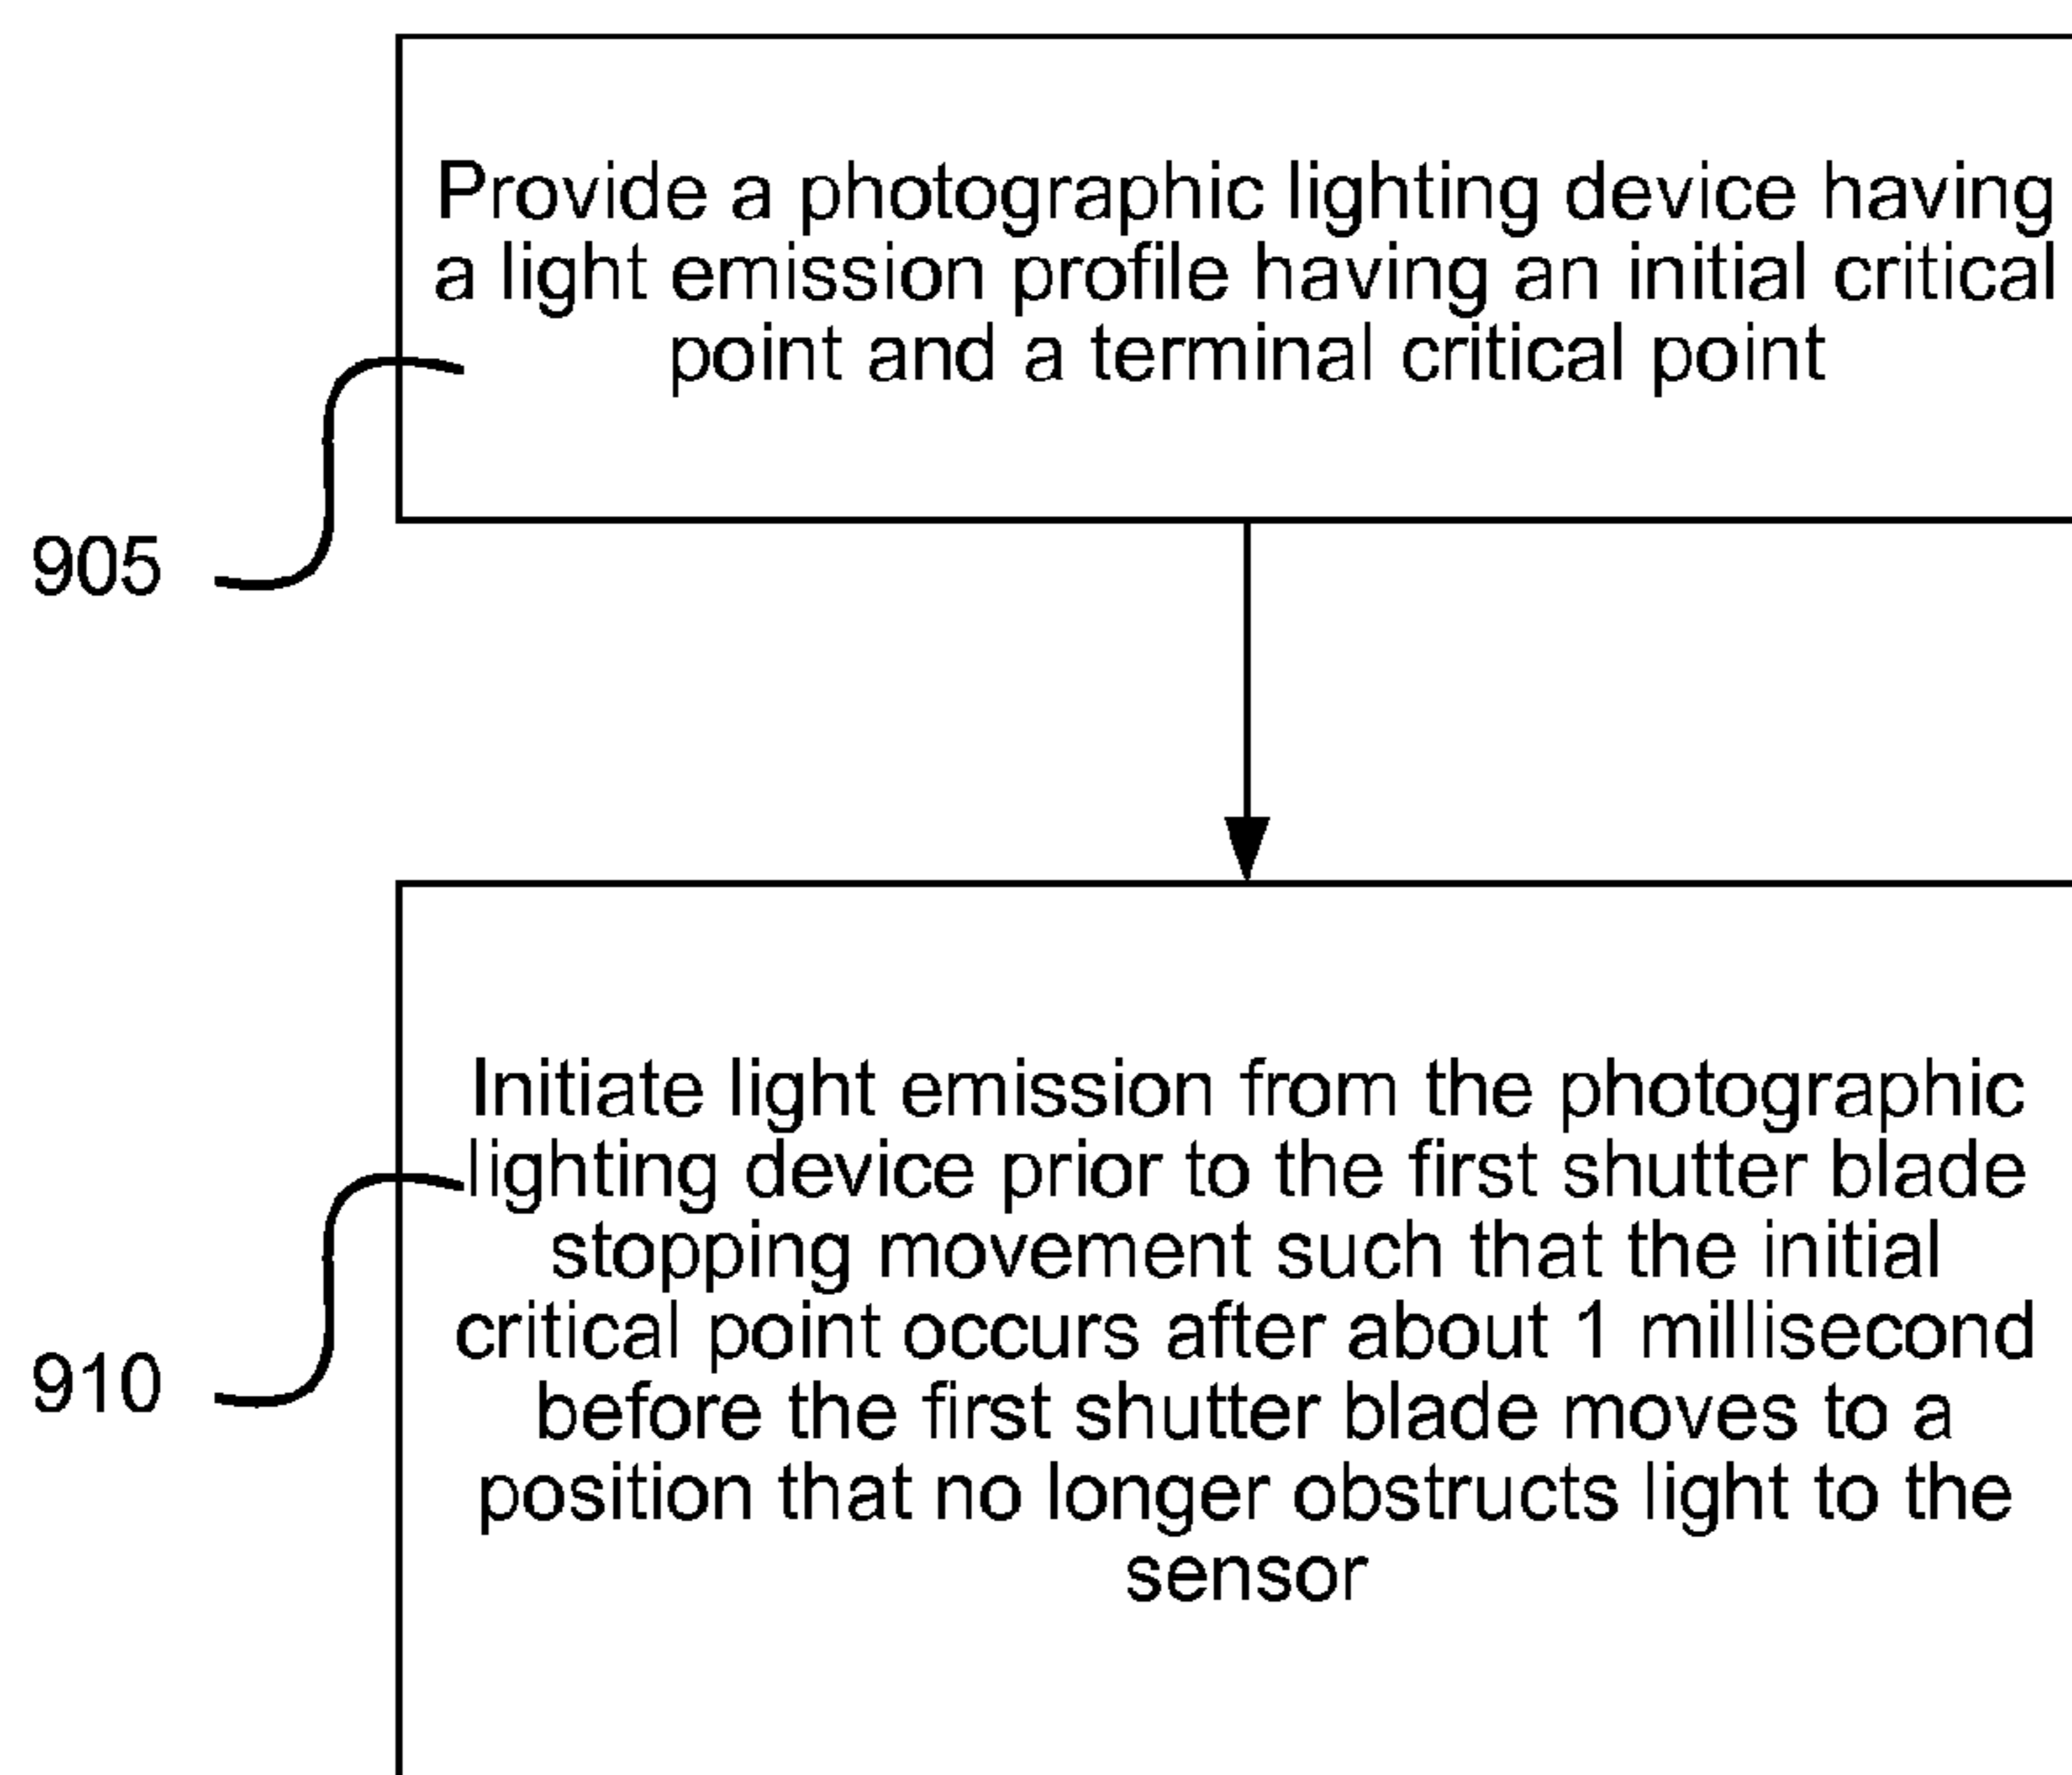 Provide a photographic lighting device having
a light emission profile having an initial critical
point and a terminal critical point
905
Initiate light emission from the photographic
lighting device prior to the first shutter blade
stopping movement such that the initial
critical point occurs after about 1 millisecond
before the first shutter blade moves to a
position that no longer obstructs light to the
sensor
910